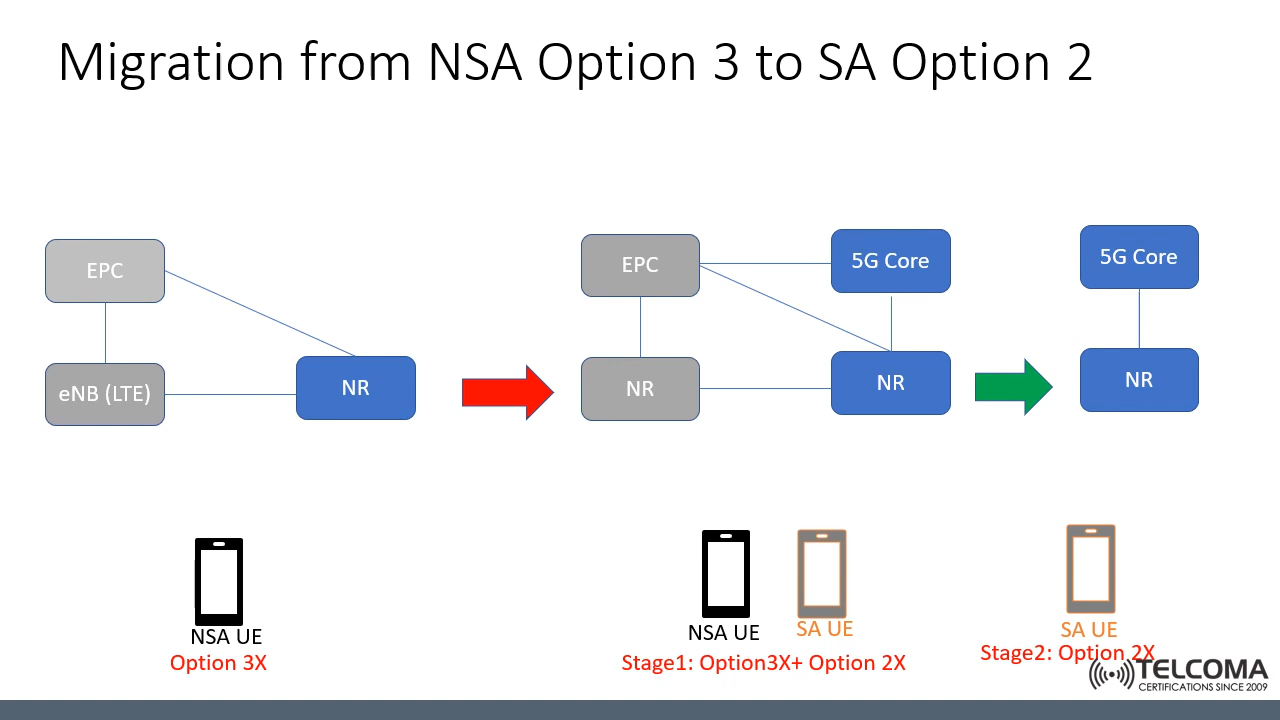 Migration from NSA Option 3 to SA Option 2
EPC
eNB (LTE)
NR
EPC
5G Core
NR
NR
5G Core
NR
NSA UE
Option 3X
NSA UE
SA UE
Stage1: Option3X+ Option 2X
SA UE
Stage2: Option 2X
TELCOMA
CERTIFICATIONS SINCE 2009